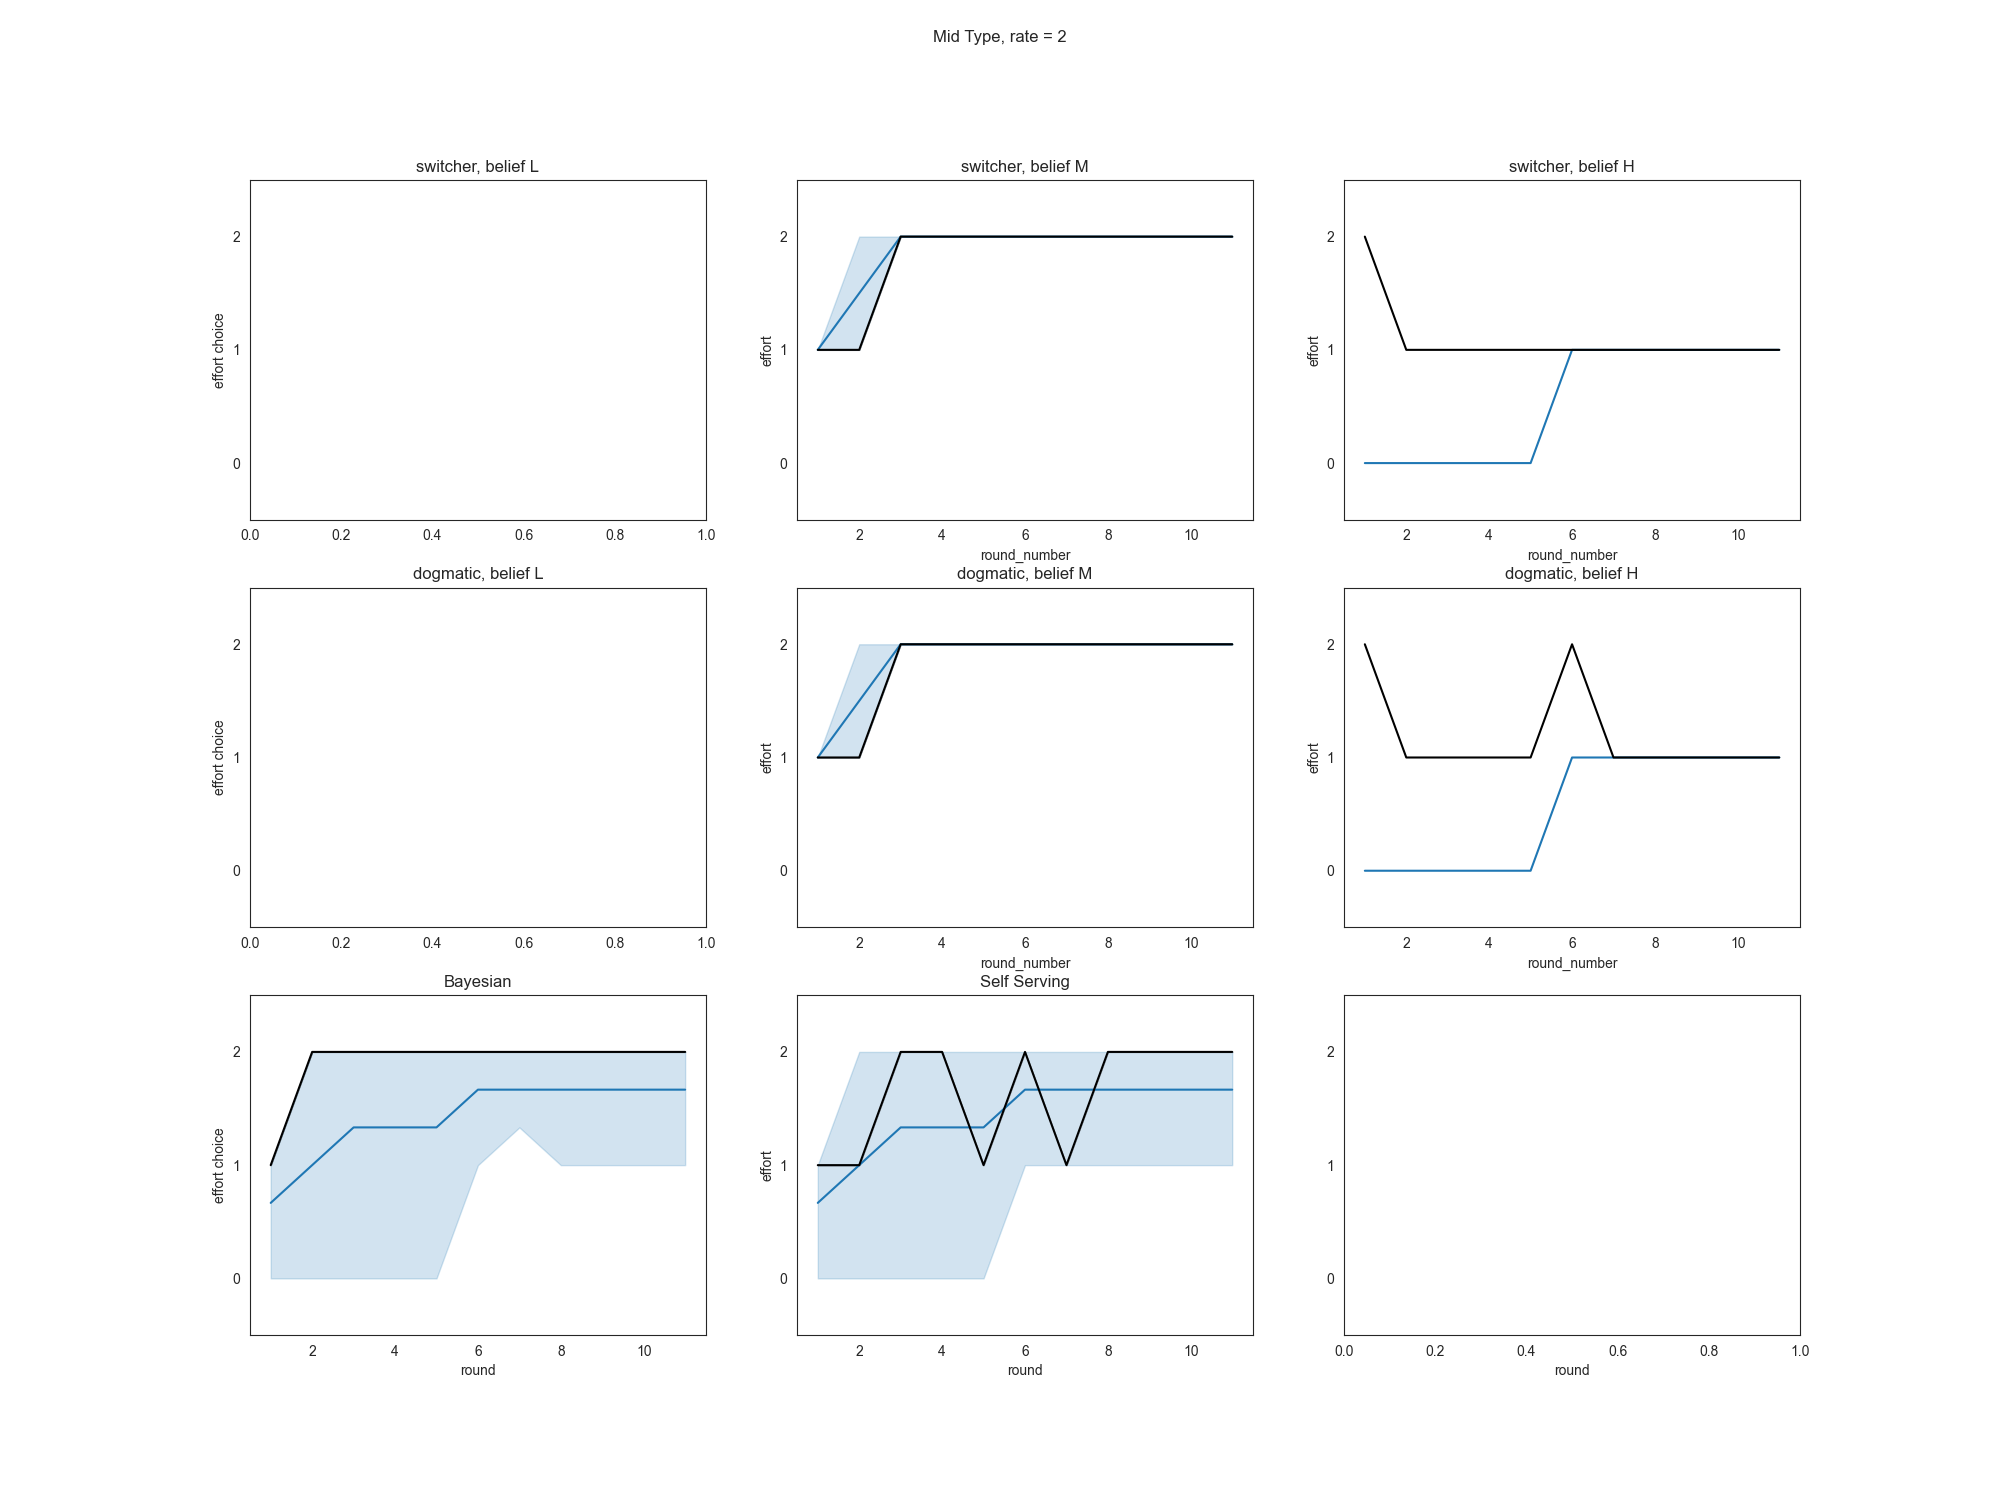 Mid Type, rate = 2
switcher, belief L
switcher, belief M
switcher, belief H
effort choice
2
1
0
0.0 0.2 0.4 0.6 0.8 1.0
effort
2
1
0
2 4 6 8 10
round_number
effort
2
1
0
2 4 6 8 10
round_number
dogmatic, belief L
dogmatic, belief M
dogmatic, belief H
effort choice
2
1
0
0.0 0.2 0.4 0.6 0.8 1.0
effort
2
1
0
2 4 6 8 10
round_number
effort
2
1
0
2 4 6 8 10
round_number
Bayesian
Self Serving
effort choice
2
1
0
2 4 6 8 10
round
effort
2
1
0
2 4 6 8 10
round
2
1
0
0.0 0.2 0.4 0.6 0.8 1.0
round